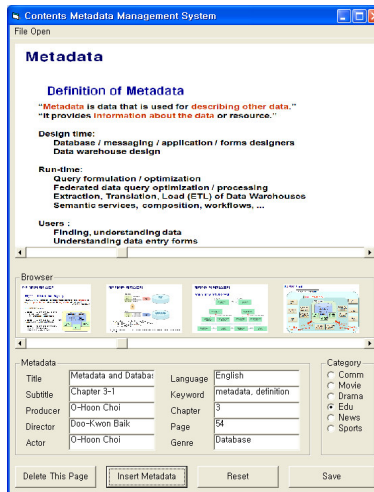 Contents Metadata Management System
File Open
Metadata
Definition of Metadata
"Metadata is data that is used for describing other data."
"It provides information about the data or resource."
Design time:
Database / messaging / application / forms designers
Data warehouse design
Run-time:
Query formulation / optimization
Federated data query optimization / processing
Extraction, Translation, Load (ETL) of Data Warehouses
Semantic services, composition, workflows, ...
Users :
Finding, understanding data
Understanding data entry forms
Browser
Metadata
Title Metadata and Databas Language English
Subtitle Chapter 3-1 Keyword metadata, definition
Producer O-Hoon Choi Chapter 3
Director Doo-Kwon Baik Page 54
Actor O-Hoon Choi Genre Database
Category
Comm
Movie
Drama
Edu
News
Sports
Delete This Page Insert Metadata Reset Save